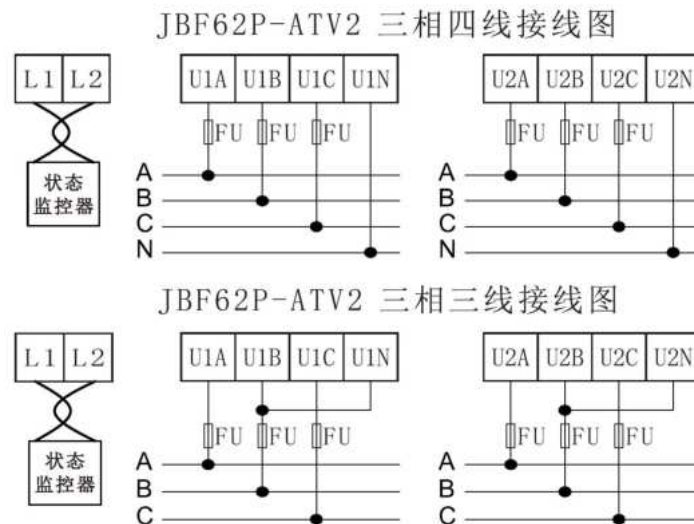 JBF62P-ATV2 三相四线接线图
L1 L2 U1A U1B U1C U1N U2A U2B U2C U2N
FU FU FU FU FU FU
状态
监控器
A A
B B
C C
N N
JBF62P-ATV2 三相三线接线图
L1 L2 U1A U1B U1C U1N U2A U2B U2C U2N
FU FU FU FU FU FU
状态
监控器
A A
B B
C C